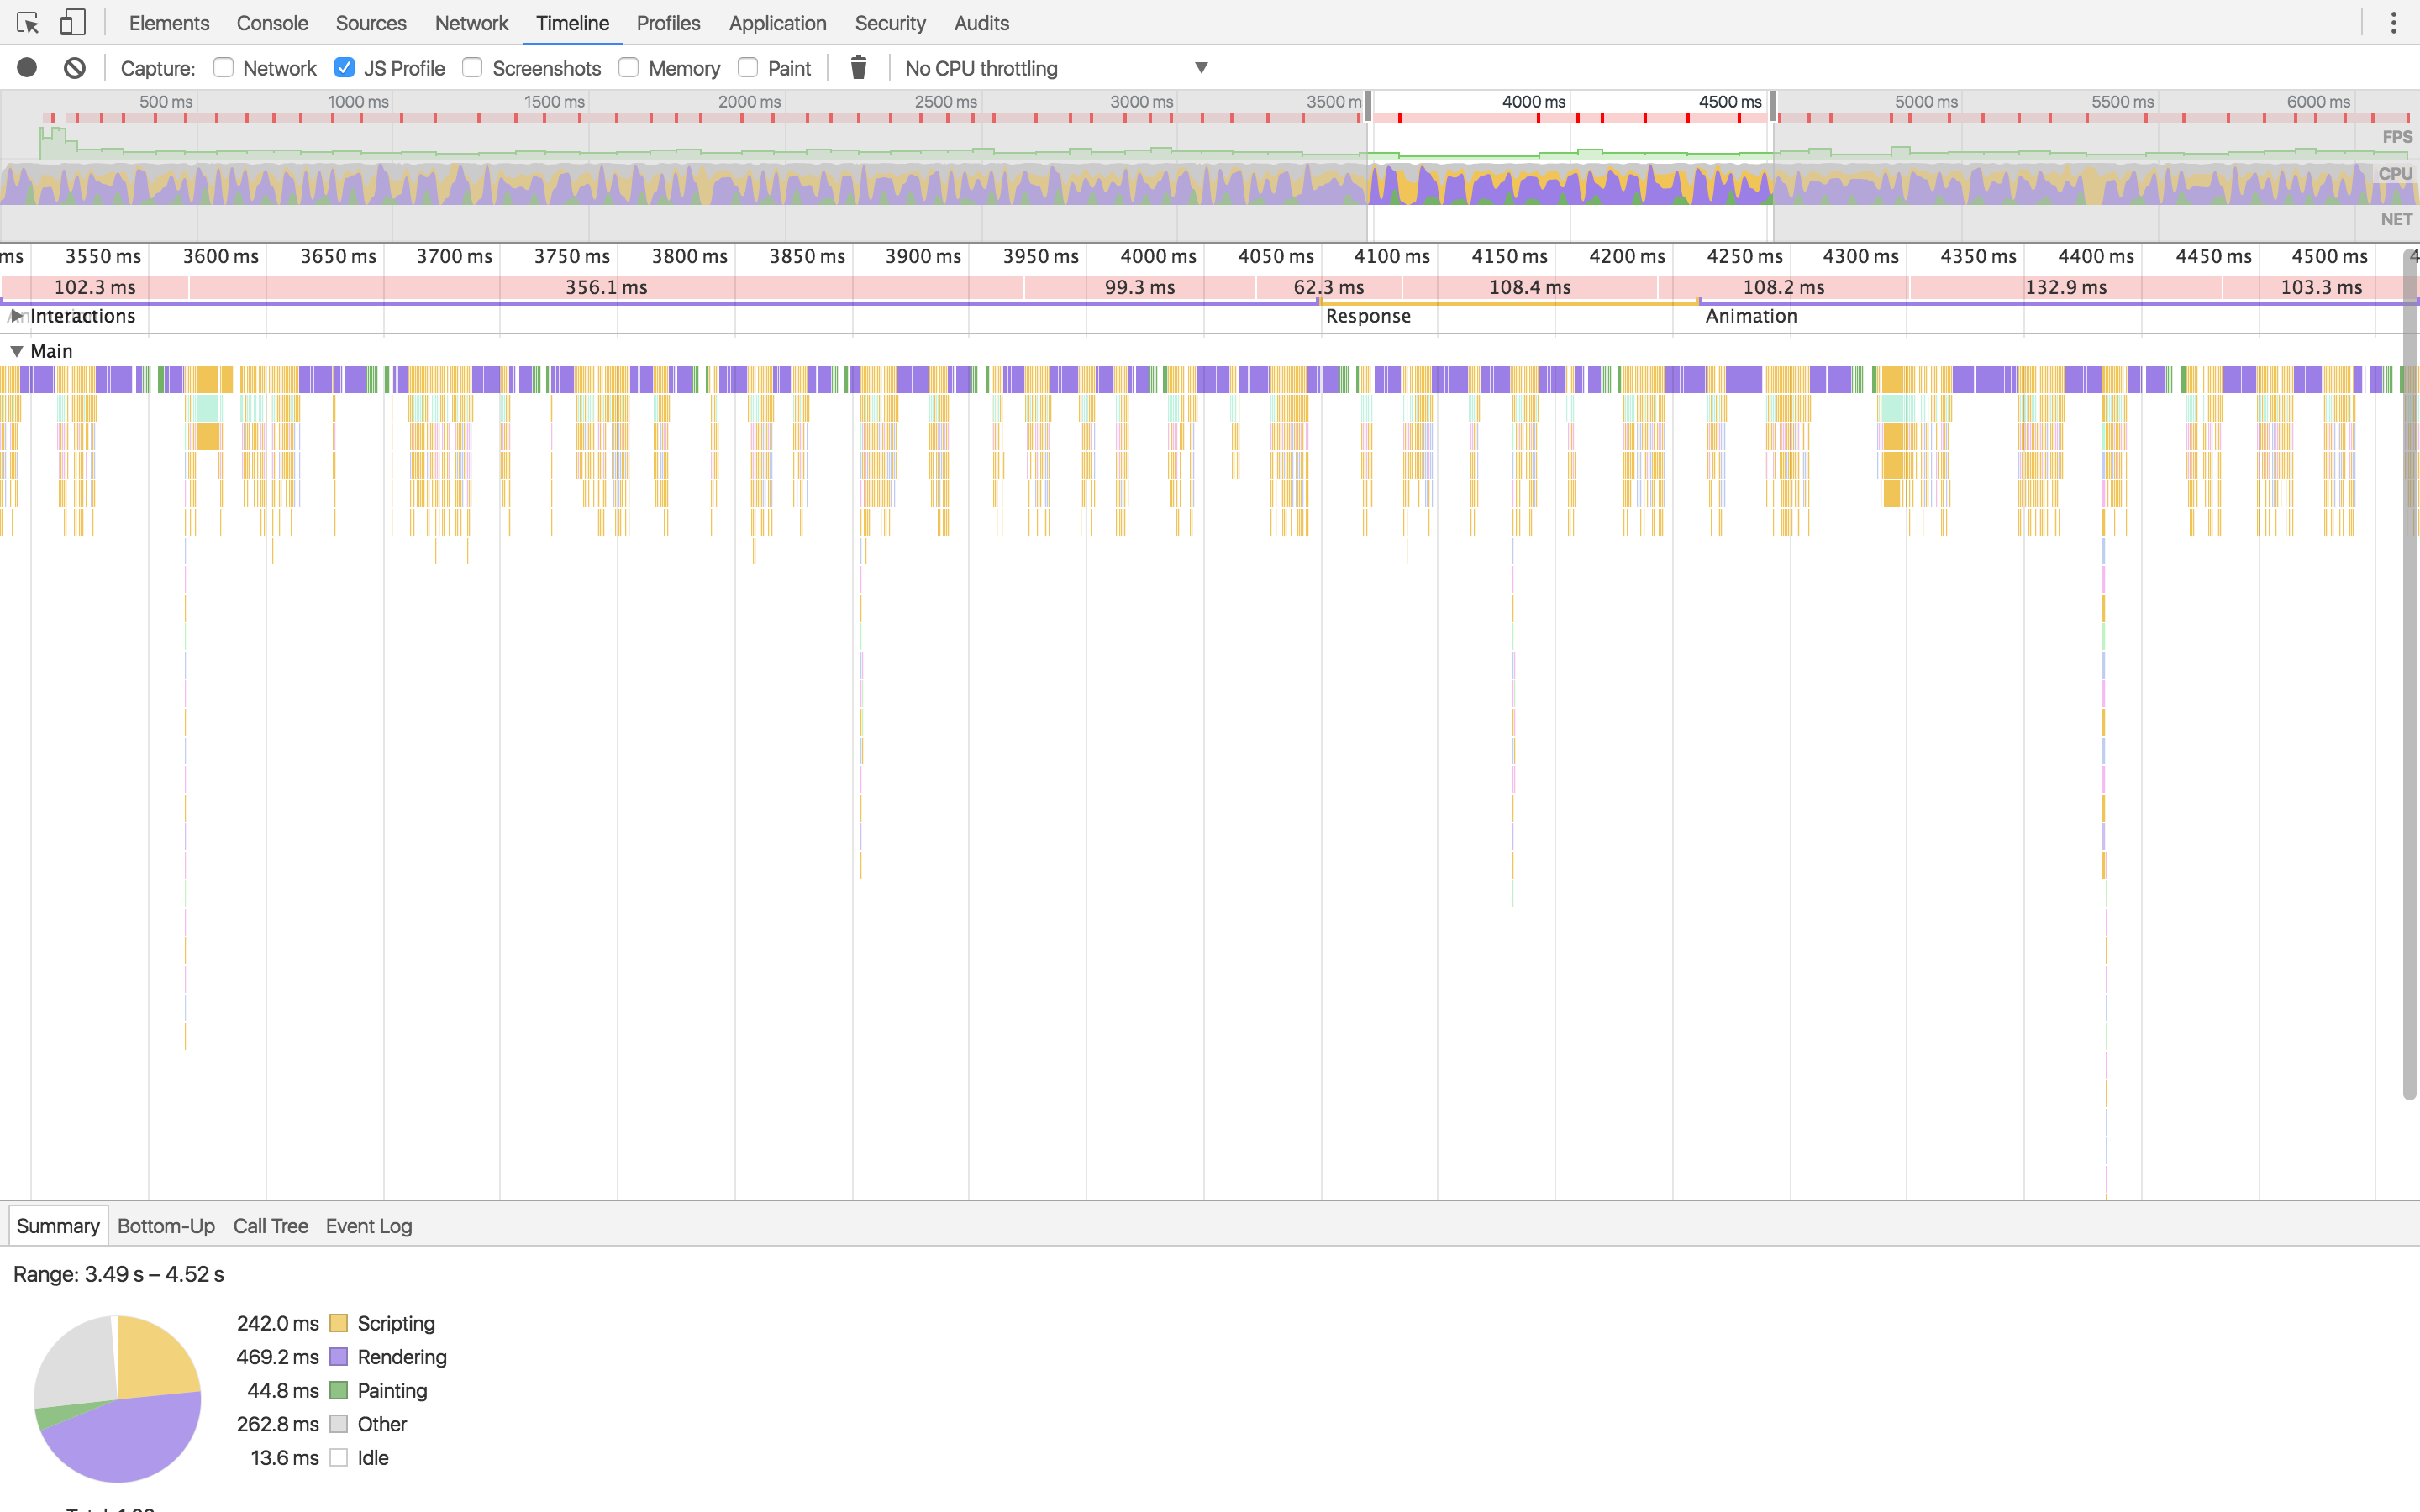 Elements Console Sources Network Timeline Profiles Application Security Audits
Capture: Network JS Profile Screenshots Memory Paint No CPU throttling
500 ms 1000 ms 1500 ms 2000 ms 2500 ms 3000 ms 3500 m 4000 ms 4500 ms 5000 ms 5500 ms 6000 ms
FPS
CPU
NET
ms 3550 ms 3600 ms 3650 ms 3700 ms 3750 ms 3800 ms 3850 ms 3900 ms 3950 ms 4000 ms 4050 ms 4100 ms 4150 ms 4200 ms 4250 ms 4300 ms 4350 ms 4400 ms 4450 ms 4500 ms 4
102.3 ms 356.1 ms 99.3 ms 62.3 ms 108.4 ms 108.2 ms 132.9 ms 103.3 ms
Interactions Response Animation
Main
Summary Bottom-Up Call Tree Event Log
Range: 3.49 s – 4.52 s
242.0 ms Scripting
469.2 ms Rendering
44.8 ms Painting
262.8 ms Other
13.6 ms Idle